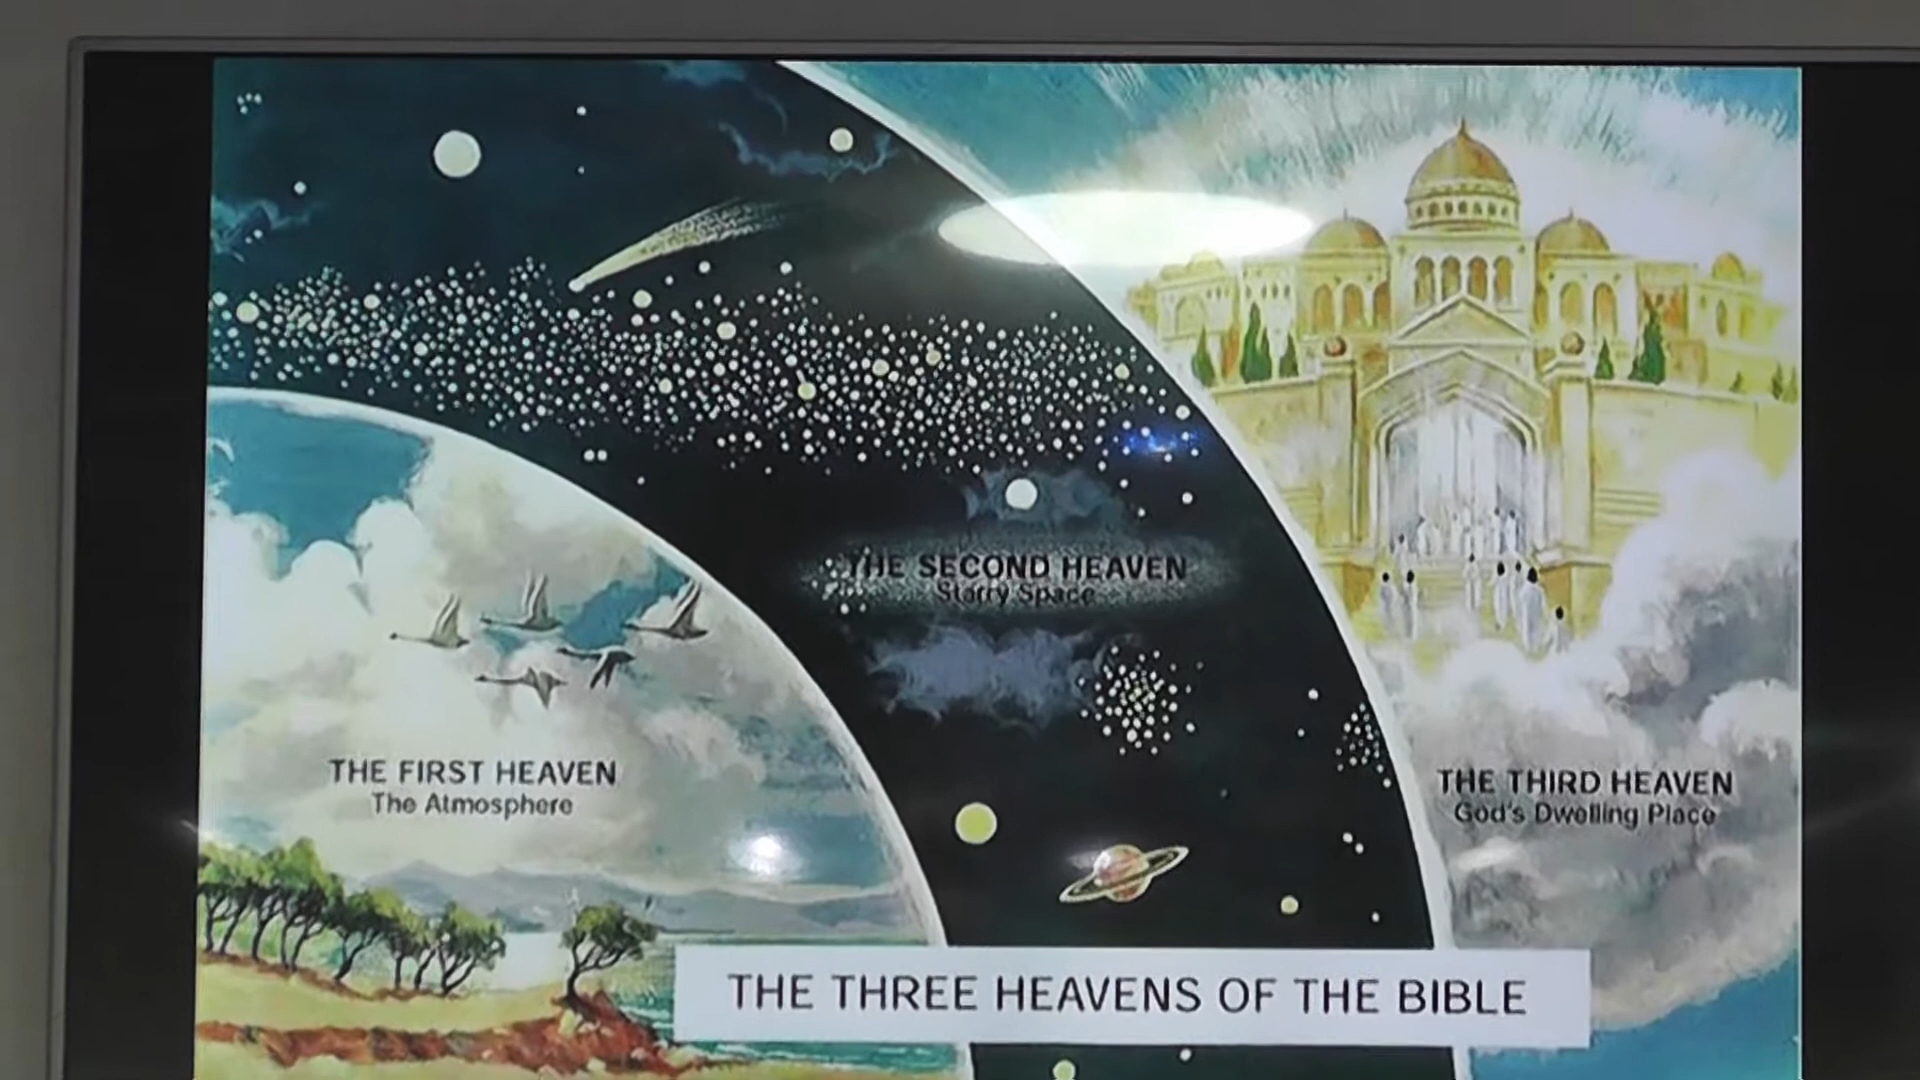 THE SECOND HEAVEN
Starry Space
THE FIRST HEAVEN
The Atmosphere
THE THIRD HEAVEN
God's Dwelling Place
THE THREE HEAVENS OF THE BIBLE